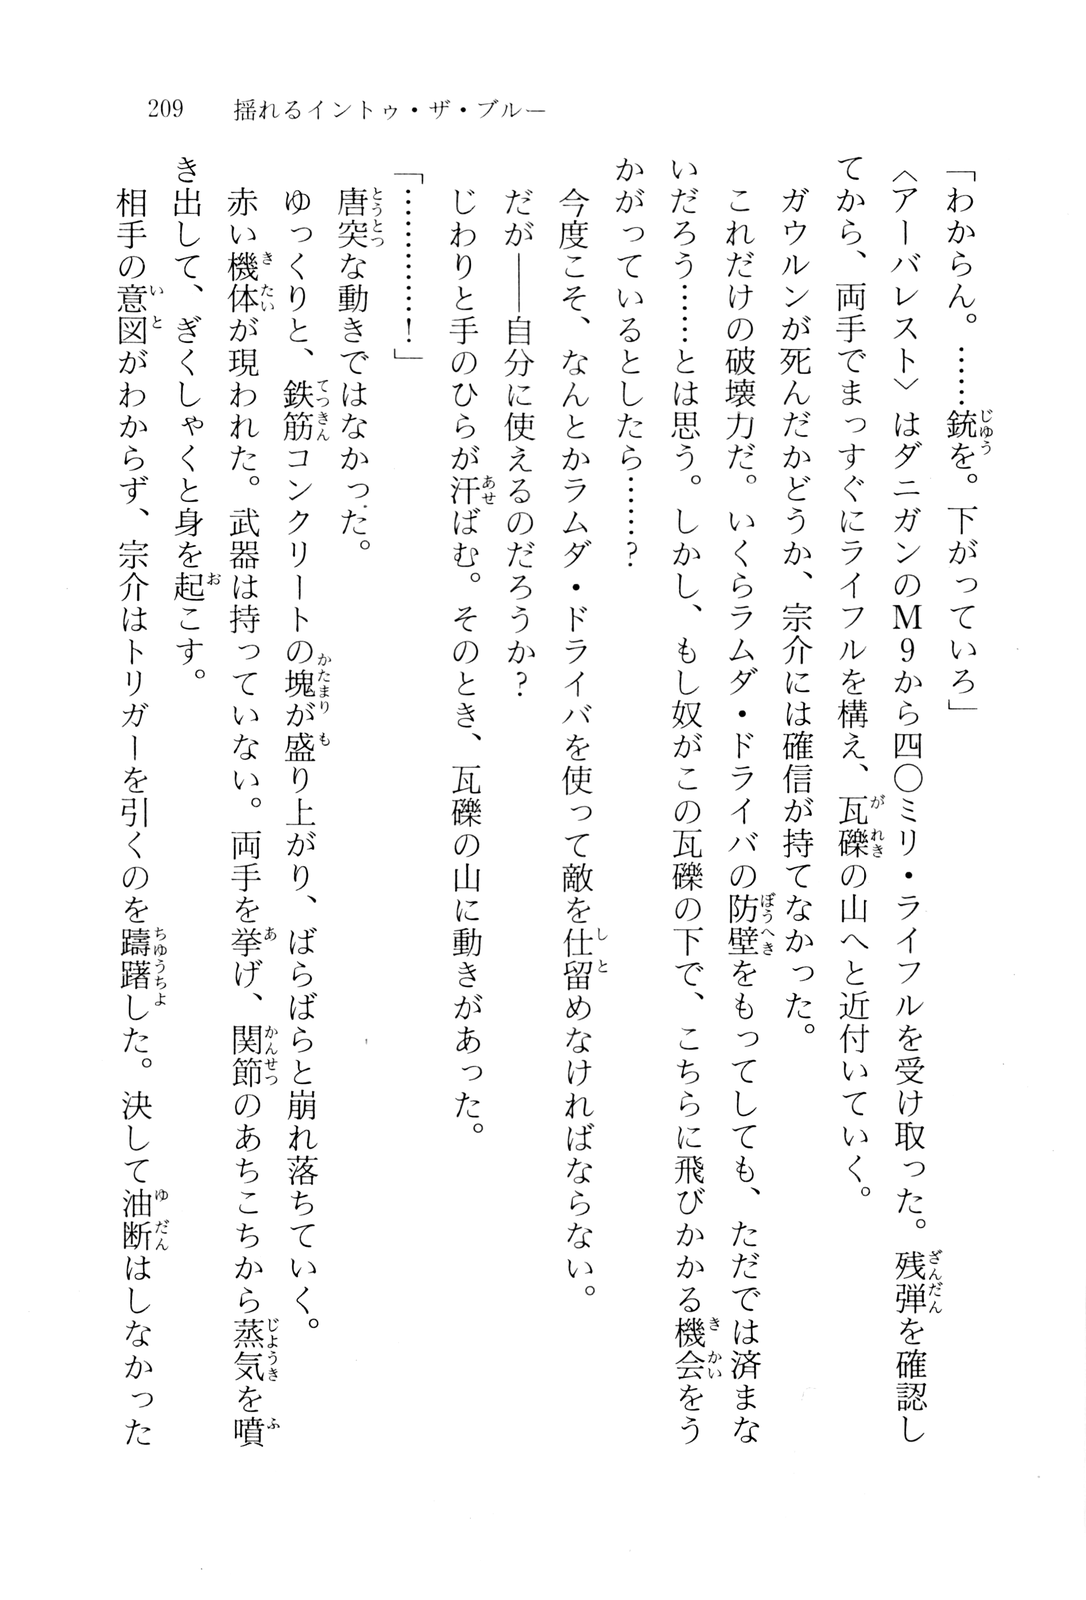 209　揺れるイントゥ・ザ・ブルー
「わからん。……銃を。下がっていろ」
〈アーバレスト〉はダニガンのM9から四〇ミリ・ライフルを受け取った。残弾を確認し
てから、両手でまっすぐにライフルを構え、瓦礫の山へと近付いていく。
ガウルンが死んだかどうか、宗介には確信が持てなかった。
これだけの破壊力だ。いくらラムダ・ドライバの防壁をもってしても、ただでは済まな
いだろう……とは思う。しかし、もし奴がこの瓦礫の下で、こちらに飛びかかる機会をう
かがっているとしたら……？
今度こそ、なんとかラムダ・ドライバを使って敵を仕留めなければならない。
だが――自分に使えるのだろうか？
じわりと手のひらが汗ばむ。そのとき、瓦礫の山に動きがあった。
「…………！」
唐突な動きではなかった。
ゆっくりと、鉄筋コンクリートの塊が盛り上がり、ばらばらと崩れ落ちていく。
赤い機体が現われた。武器は持っていない。両手を挙げ、関節のあちこちから蒸気を噴
き出して、ぎくしゃくと身を起こす。
相手の意図がわからず、宗介はトリガーを引くのを躊躇した。決して油断はしなかった